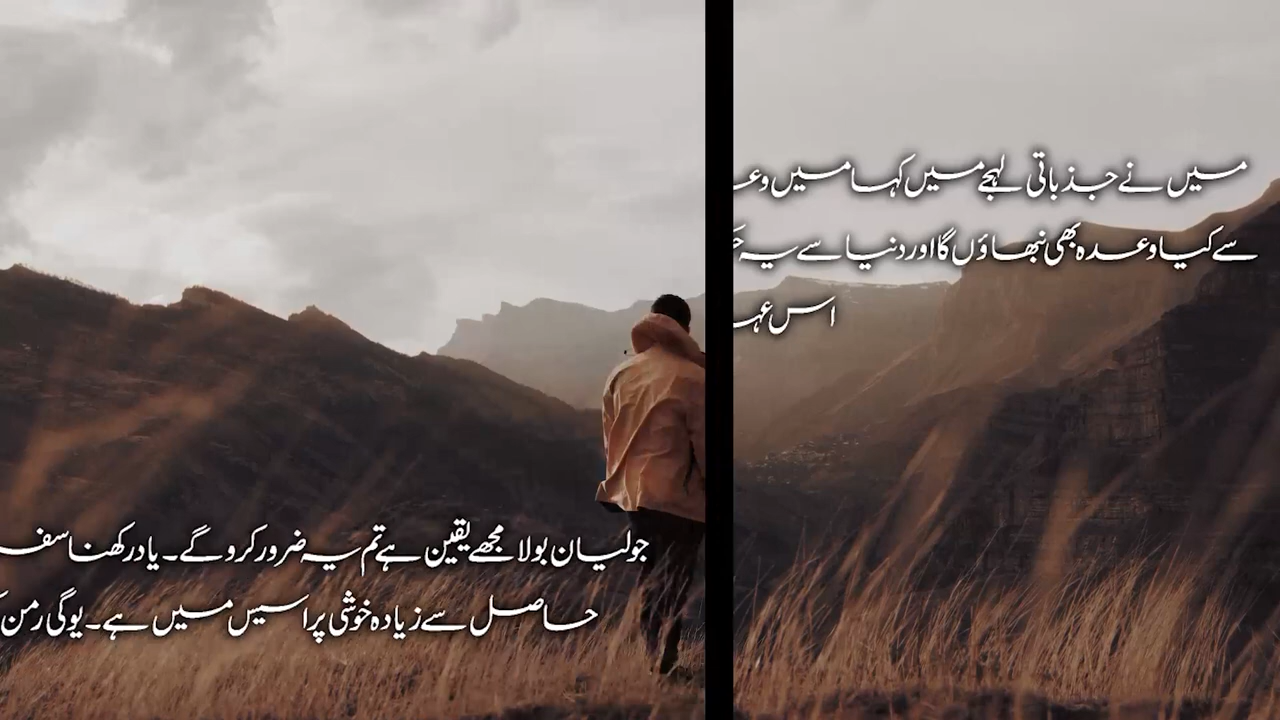 میں نے جذباتی لہجے میں کہا میں
سے کیا وعدہ بھی نبھاؤں گا اور دنیا سے یہ
اس
جولیان بولا مجھے یقین ہے تم یہ ضرور کرو گے۔ یاد رکھنا
حاصل سے زیادہ خوشی پراسیس میں ہے۔ یوگی رمن